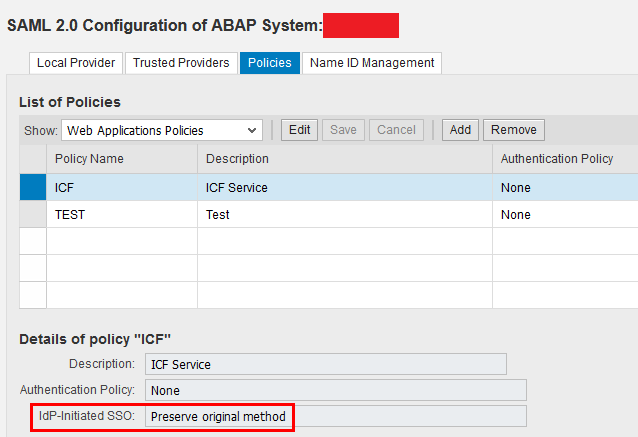 SAML 2.0 Configuration of ABAP System:
Local Provider Trusted Providers Policies Name ID Management
List of Policies
Show: Web Applications Policies Edit Save Cancel Add Remove
Policy Name Description Authentication Policy
ICF ICF Service None
TEST Test None
Details of policy "ICF"
Description: ICF Service
Authentication Policy: None
IdP-Initiated SSO: Preserve original method